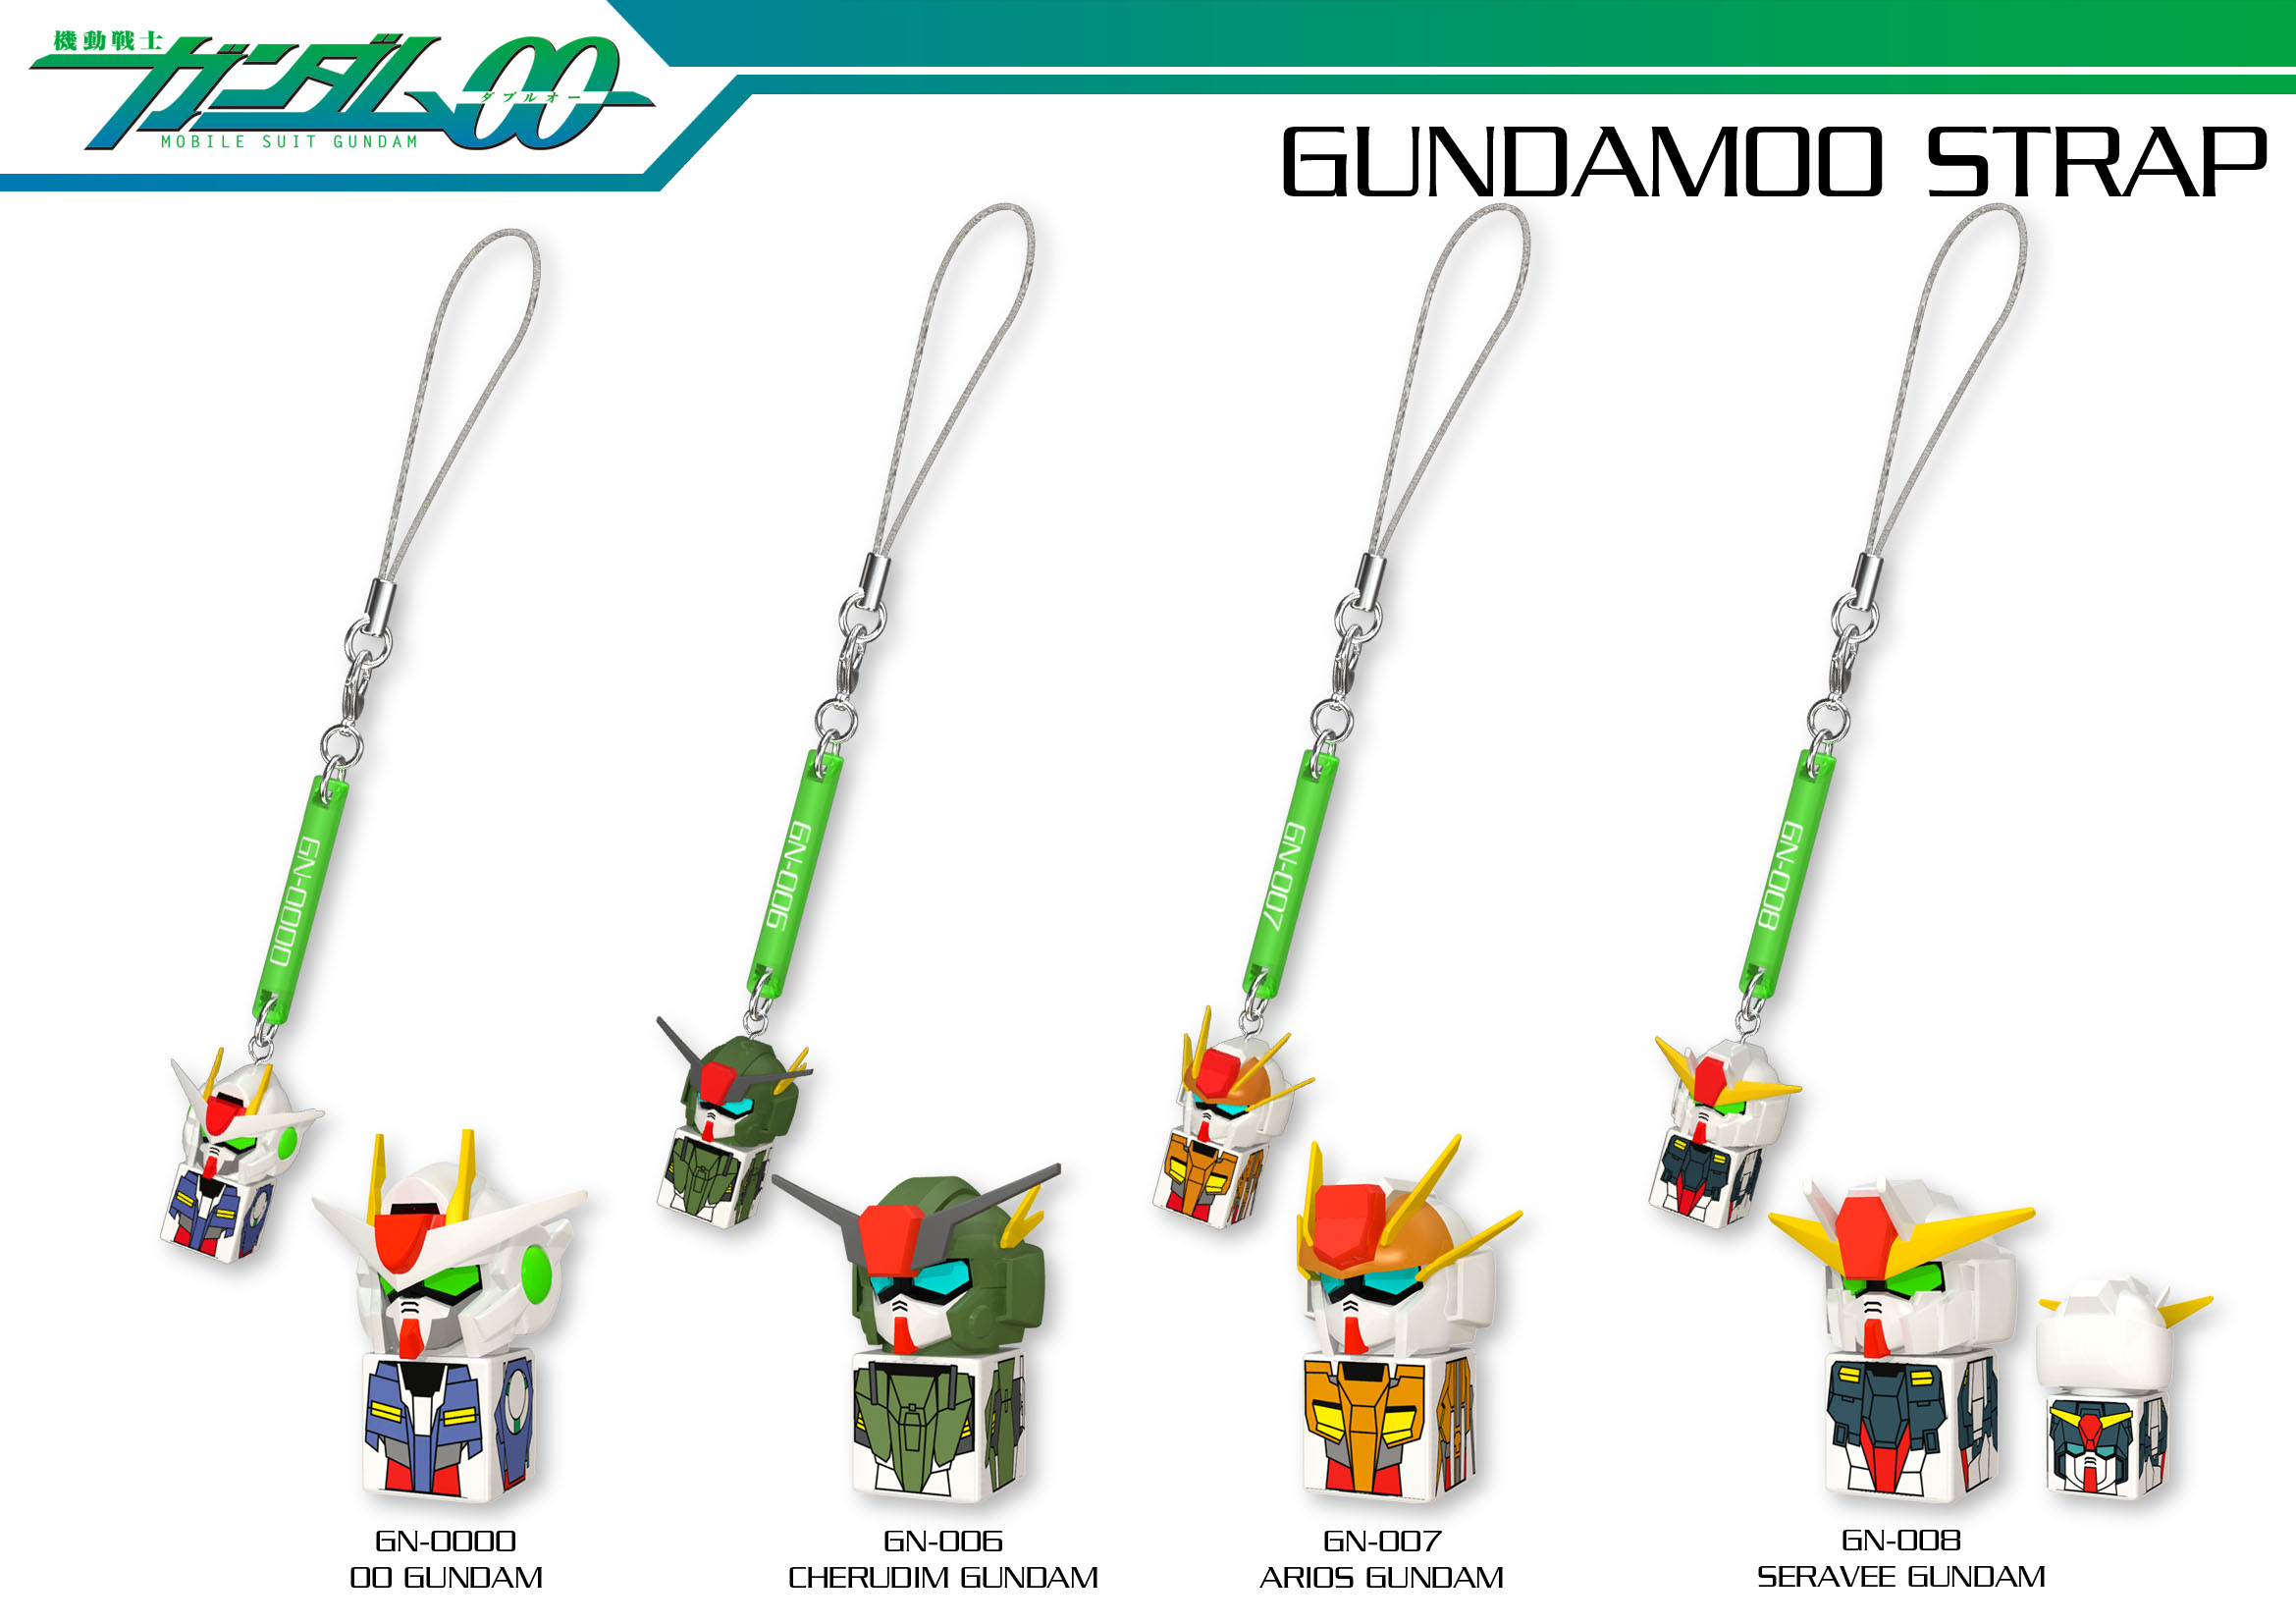 機動戦士
ガンダム00
ダブルオー
MOBILE SUIT GUNDAM
GUNDAM00 STRAP
GN-0000
GN-006
GN-007
GN-008
GN-0000
00 GUNDAM
GN-006
CHERUDIM GUNDAM
GN-007
ARIOS GUNDAM
GN-008
SERAVEE GUNDAM